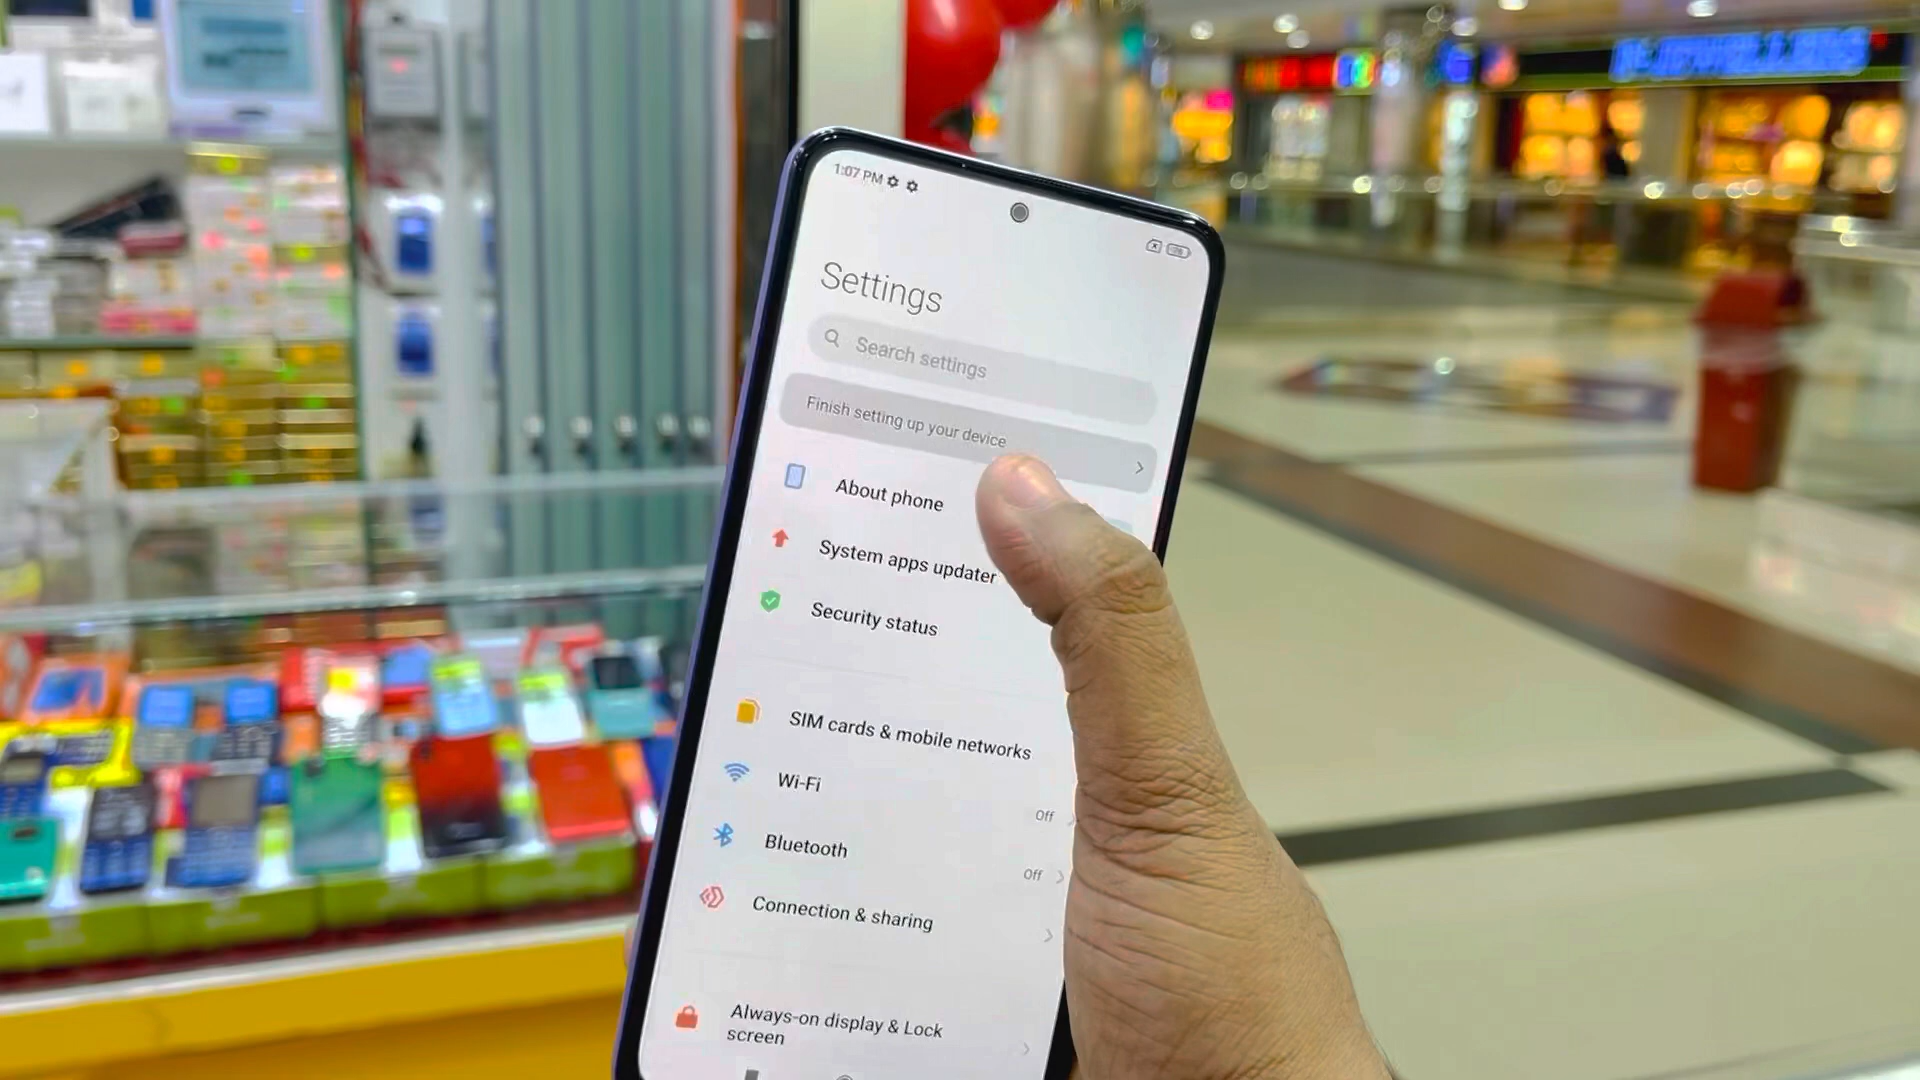 1:07 PM
Settings
Search settings
Finish setting up your device
About phone
System apps updater
Security status
SIM cards & mobile networks
Wi-Fi
Off
Bluetooth
Off
Connection & sharing
Always-on display & Lock
screen